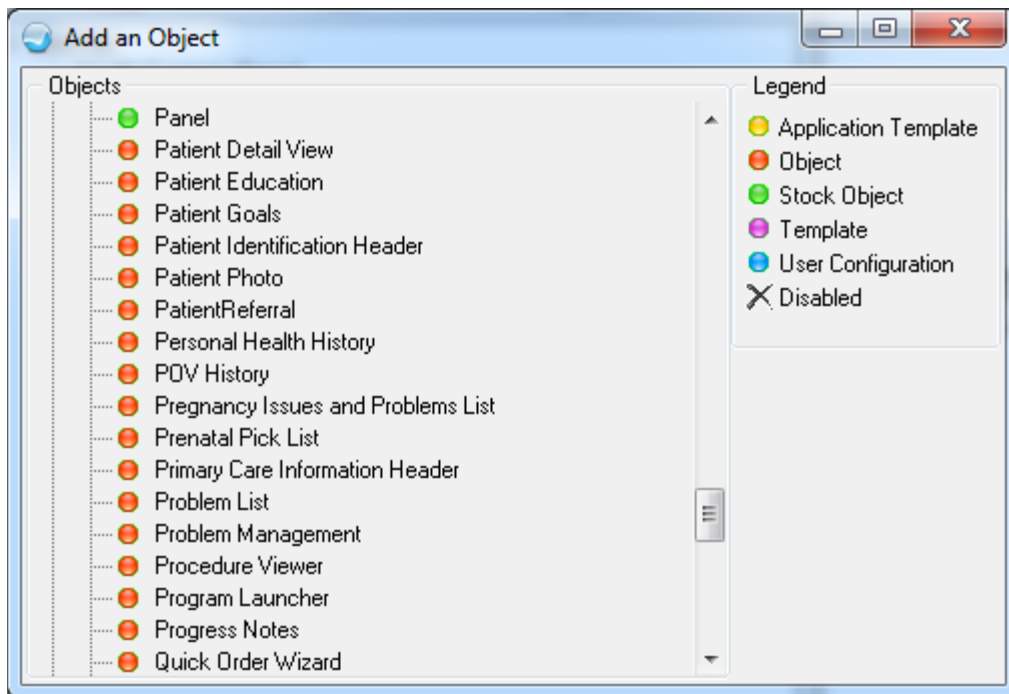 Add an Object
Objects
Panel
Patient Detail View
Patient Education
Patient Goals
Patient Identification Header
Patient Photo
PatientReferral
Personal Health History
POV History
Pregnancy Issues and Problems List
Prenatal Pick List
Primary Care Information Header
Problem List
Problem Management
Procedure Viewer
Program Launcher
Progress Notes
Quick Order Wizard
Legend
Application Template
Object
Stock Object
Template
User Configuration
Disabled